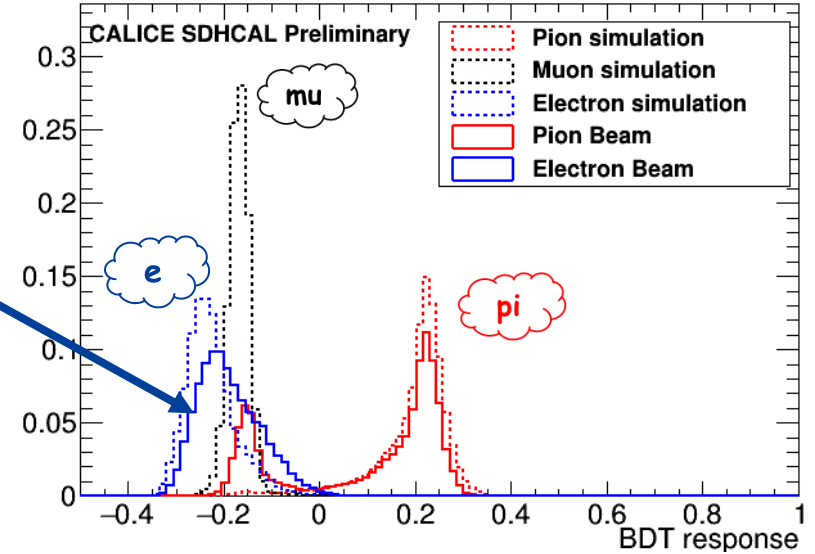 CALICE SDHCAL Preliminary
Pion simulation
Muon simulation
Electron simulation
Pion Beam
Electron Beam
mu
e
pi
0.3
0.25
0.2
0.15
0.1
0.05
0
−0.4 −0.2 0 0.2 0.4 0.6 0.8 1
BDT response